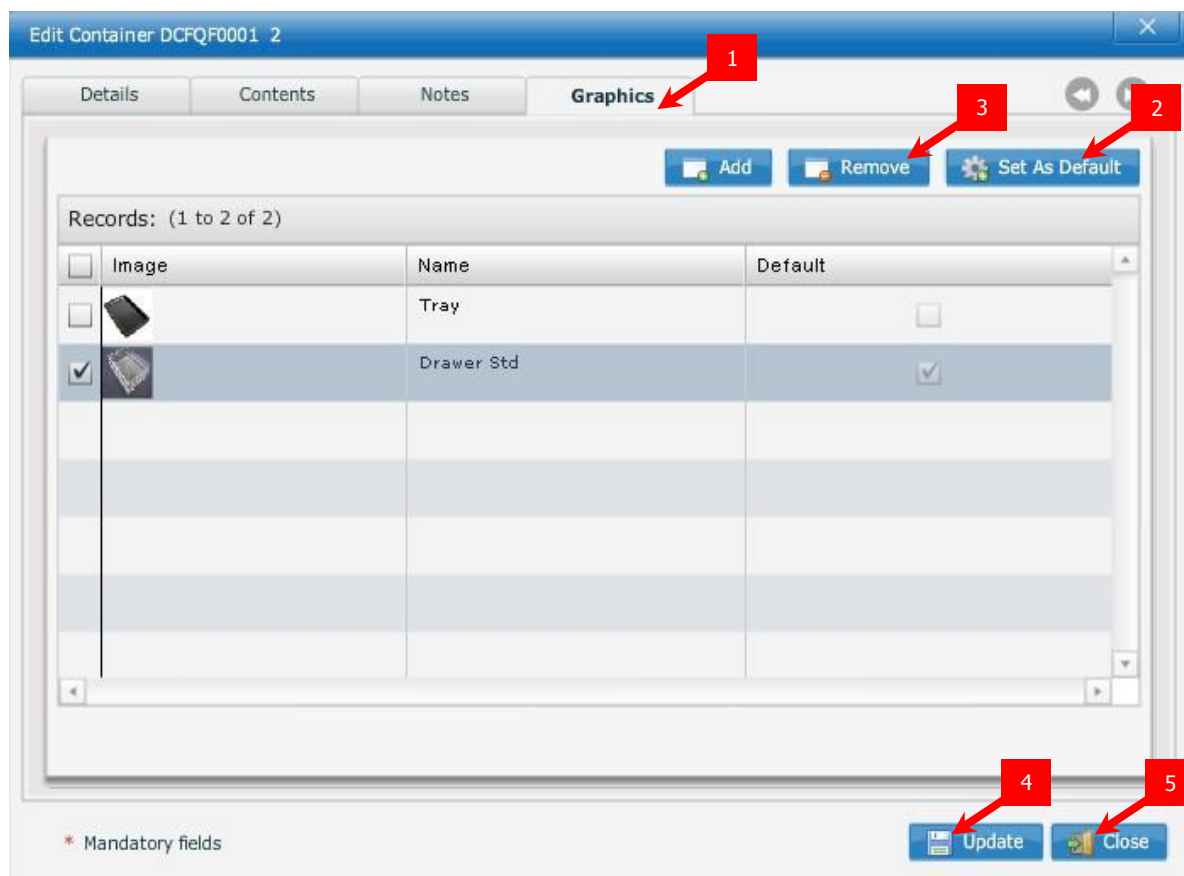 Edit Container DCFQF0001 2
1
Details Contents Notes Graphics
3 2
Add Remove Set As Default
Records: (1 to 2 of 2)
Image Name Default
Tray
Drawer Std
4 5
* Mandatory fields Update Close